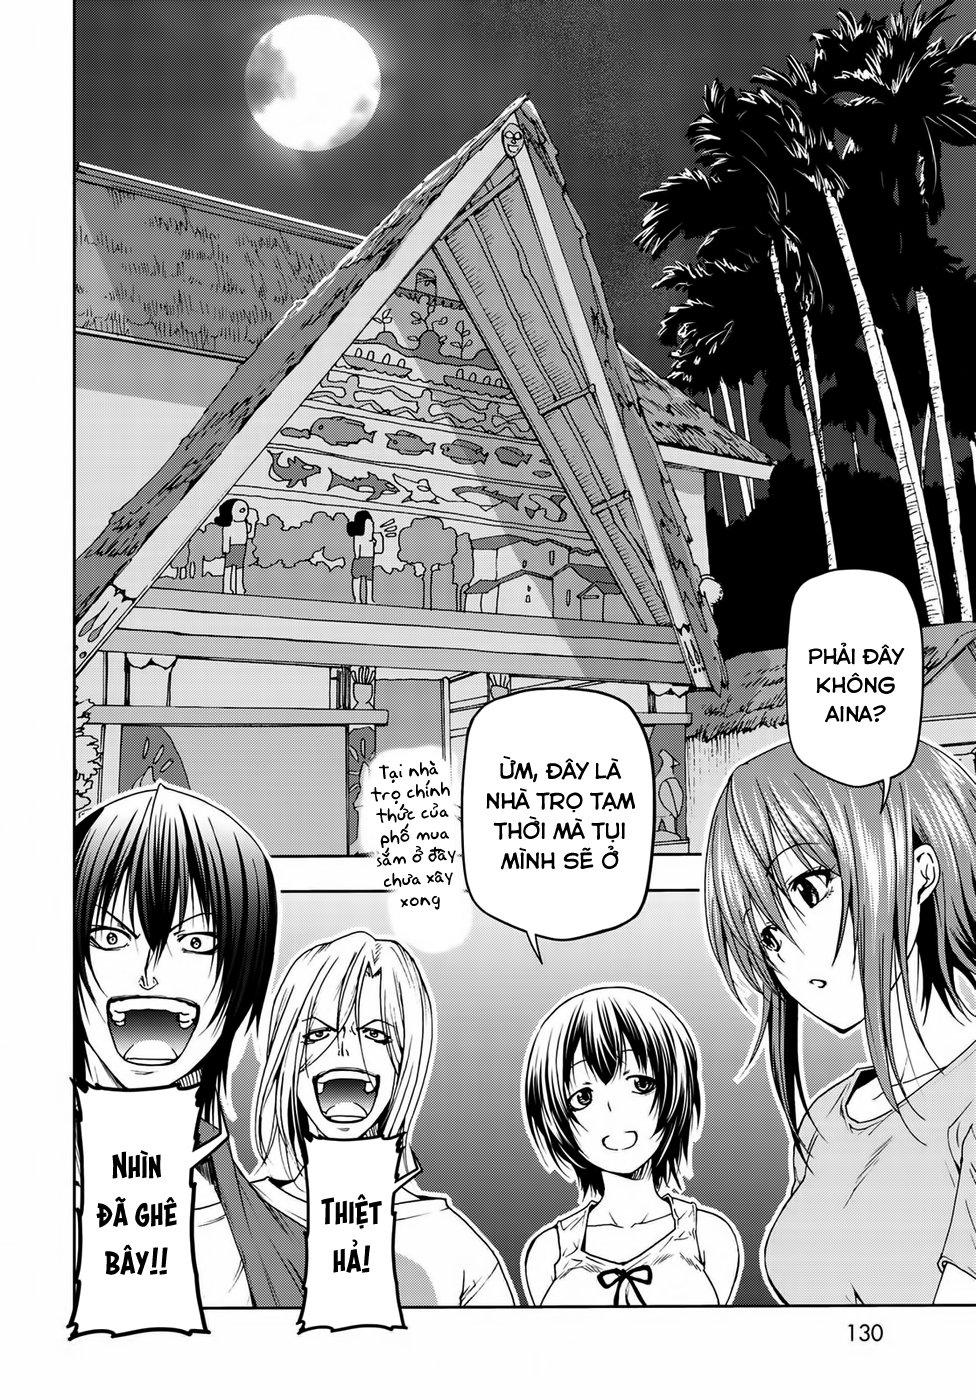 PHẢI ĐÂY
KHÔNG
AINA?
ỪM, ĐÂY LÀ
NHÀ TRỌ TẠM
THỜI MÀ TỤI
MÌNH SẼ Ở
Tại nhà
trọ chính
thức của
phố mua
sắm ở đây
chưa xây
xong
THIỆT
HẢ!
NHÌN
ĐÃ GHÊ
BÂY!!
130